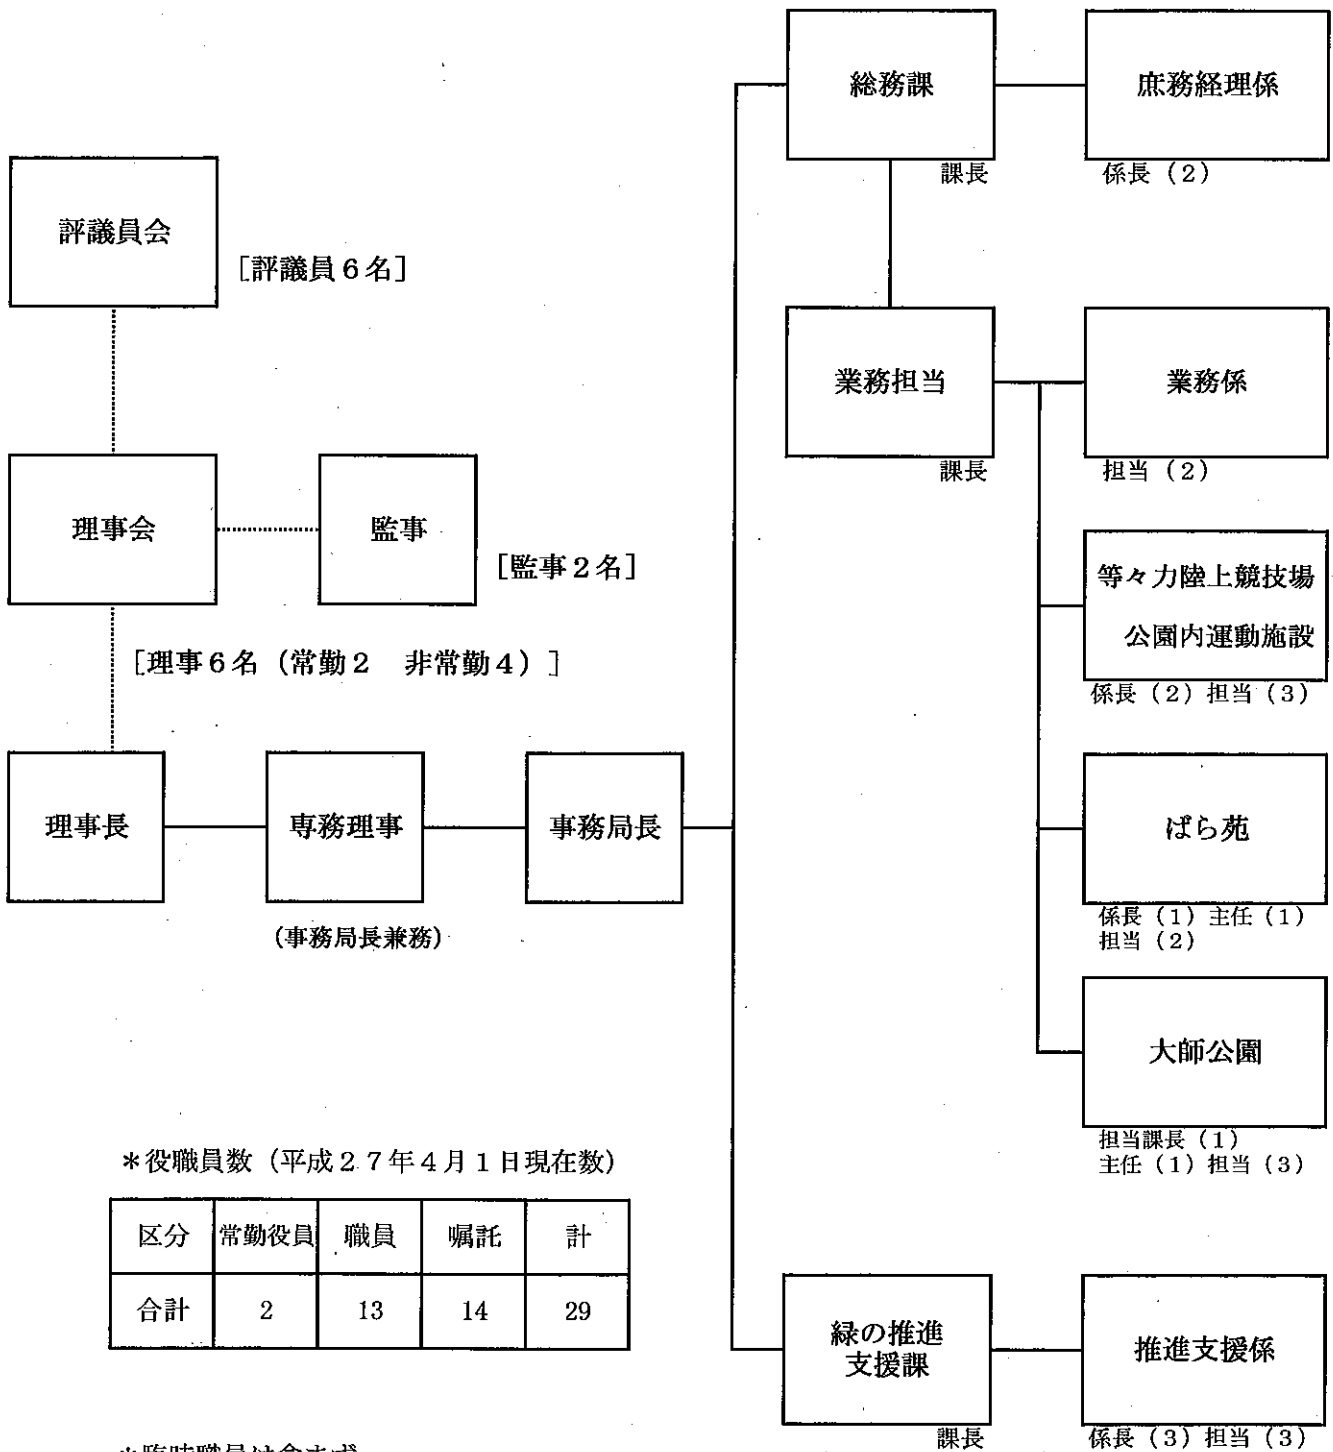 総務課
課長
庶務経理係
係長（2）
評議員会
［評議員6名］
業務担当
課長
業務係
担当（2）
理事会
監事
［監事2名］
［理事6名（常勤2　非常勤4）］
等々力陸上競技場
公園内運動施設
係長（2）担当（3）
理事長
専務理事
（事務局長兼務）
事務局長
ばら苑
係長（1）主任（1）
担当（2）
大師公園
担当課長（1）
主任（1）担当（3）
＊役職員数（平成27年4月1日現在数）
区分 常勤役員 職員 嘱託 計
合計 2 13 14 29
緑の推進
支援課
課長
推進支援係
係長（3）担当（3）